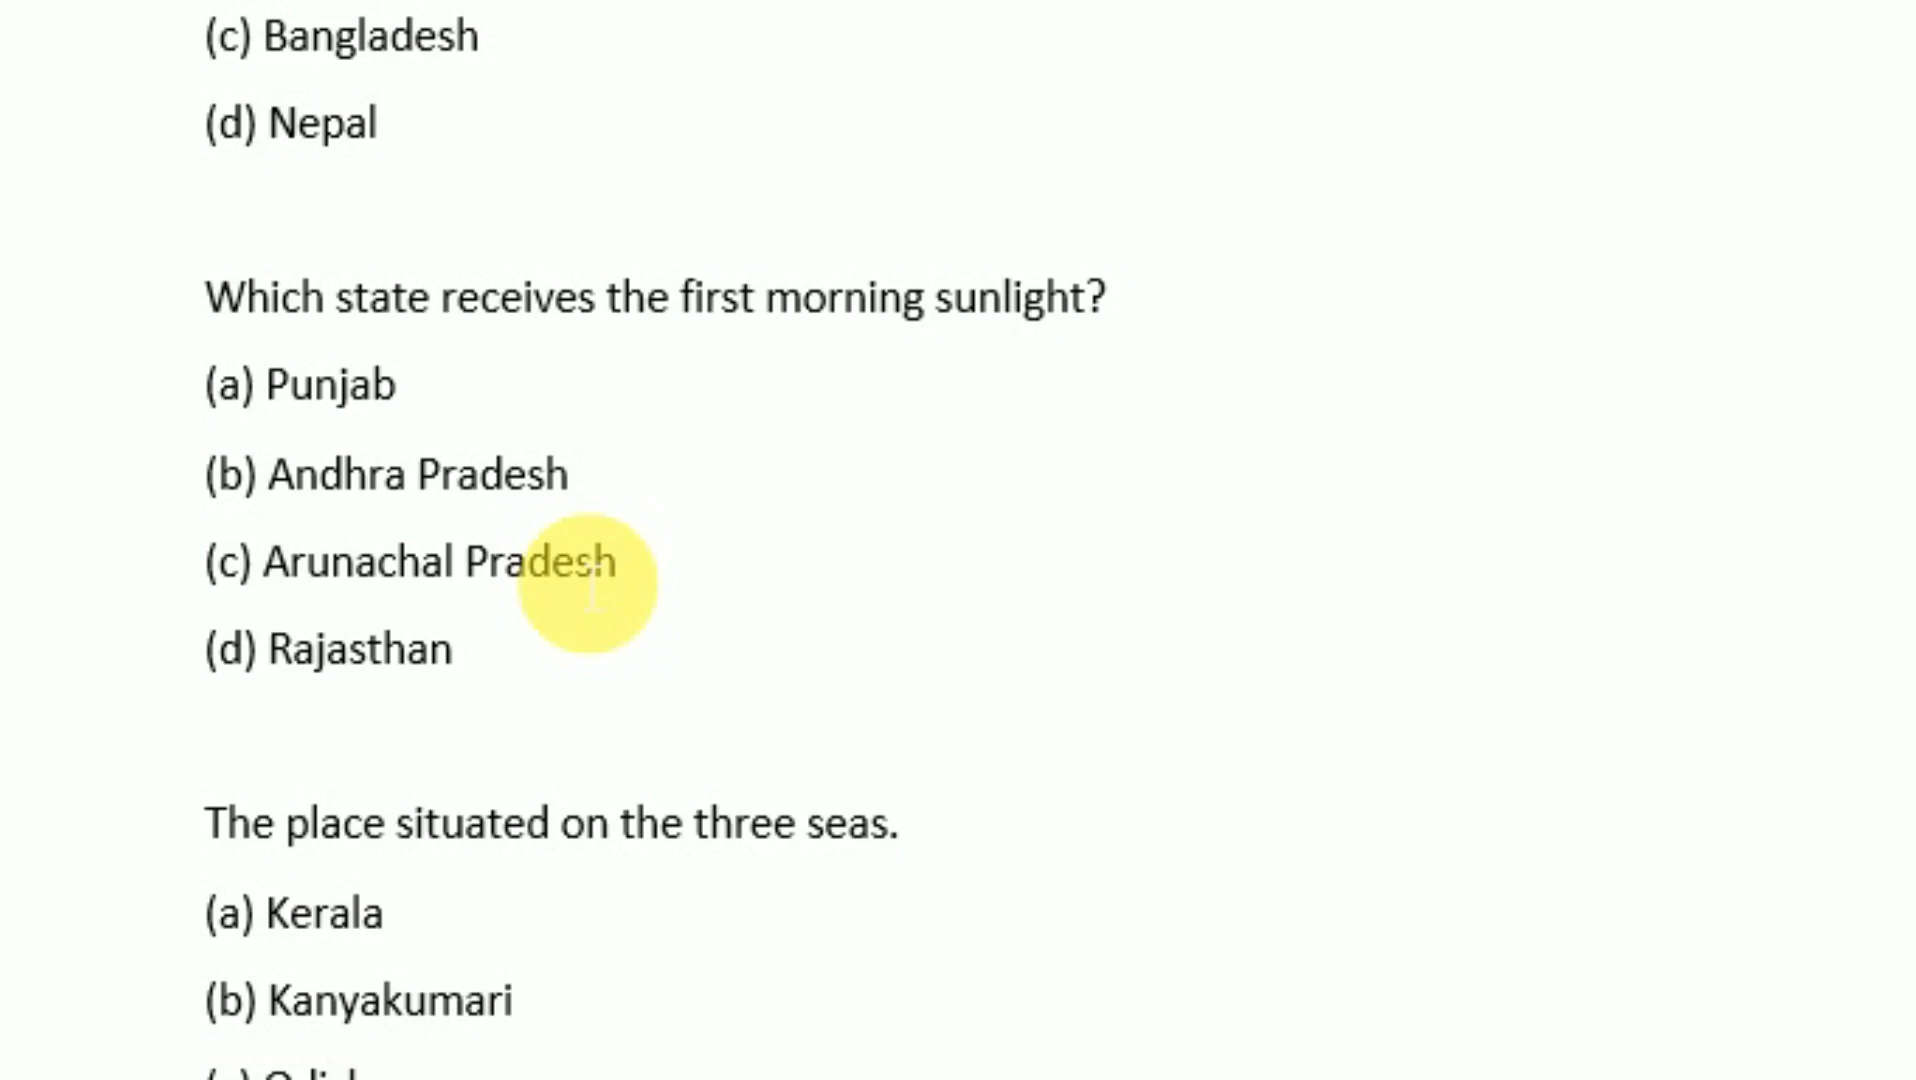 (c) Bangladesh
(d) Nepal
Which state receives the first morning sunlight?
(a) Punjab
(b) Andhra Pradesh
(c) Arunachal Pradesh
(d) Rajasthan
The place situated on the three seas.
(a) Kerala
(b) Kanyakumari